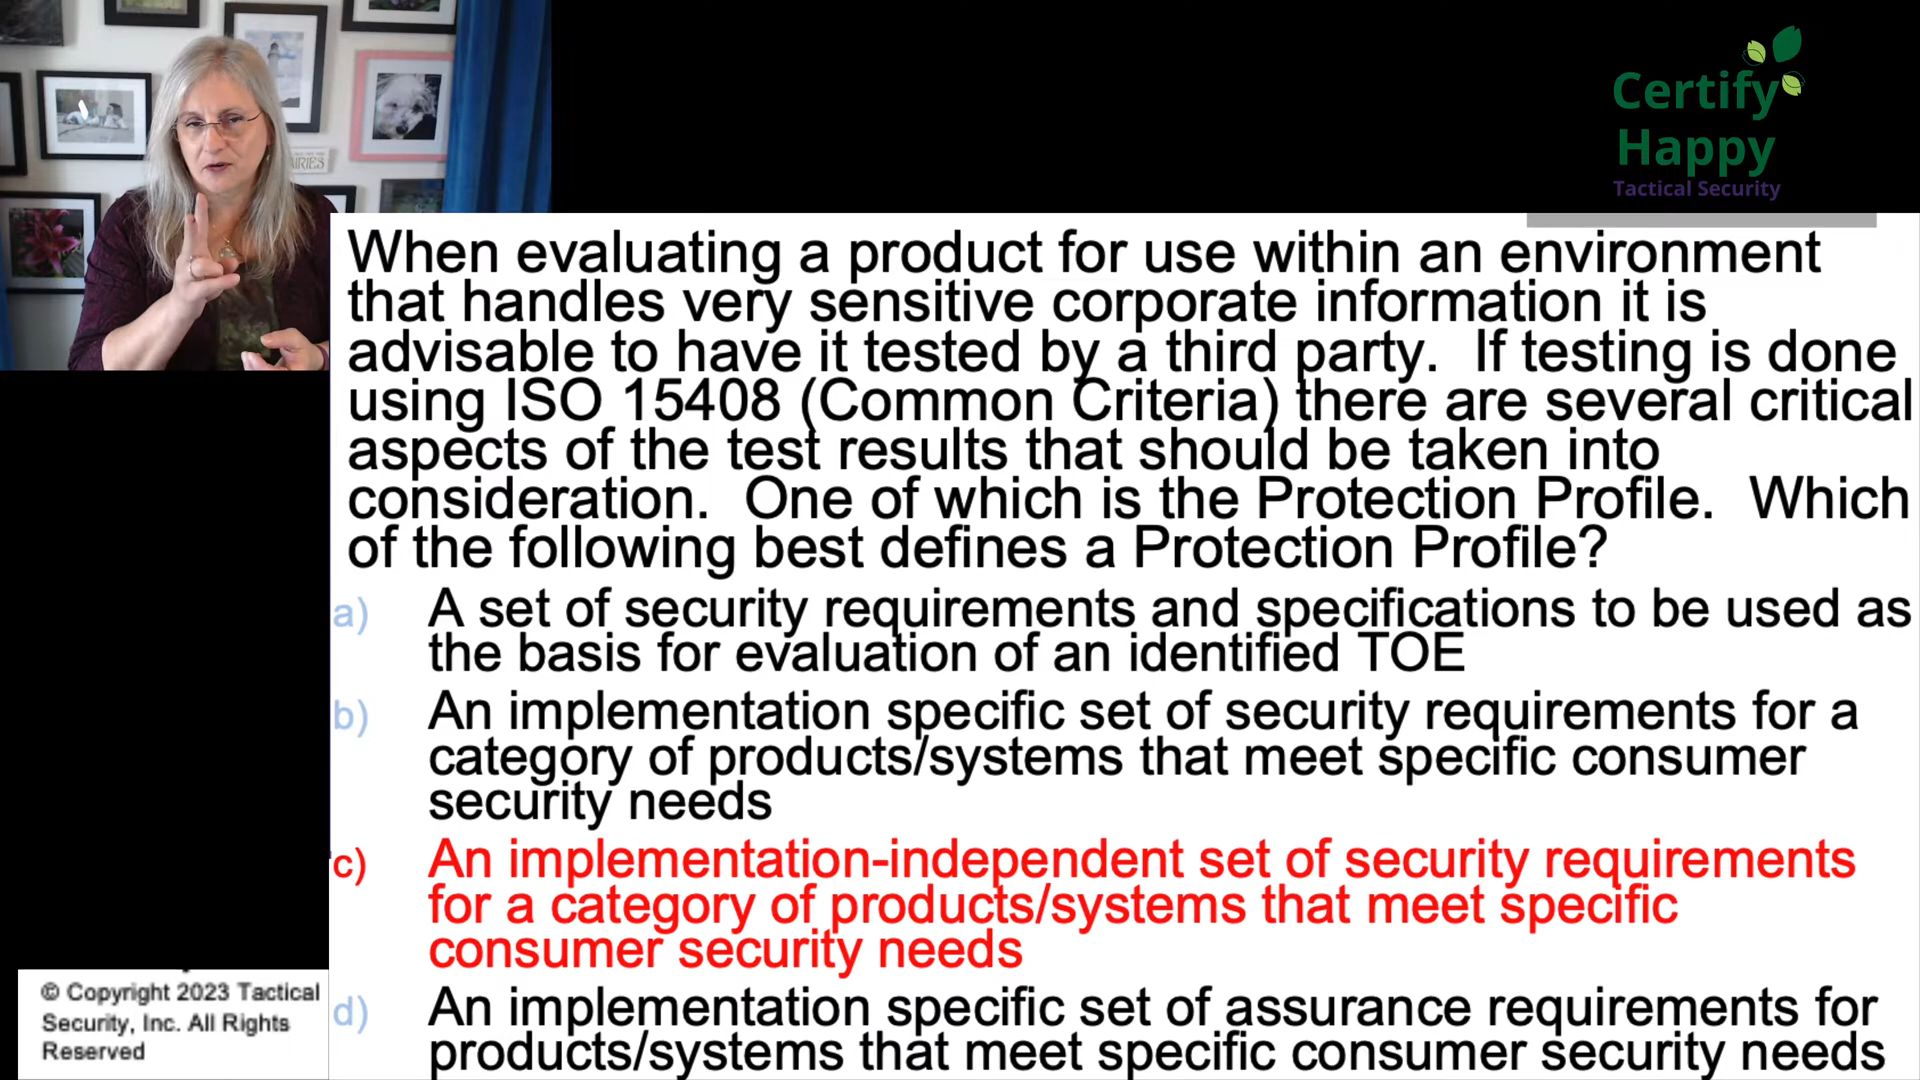 Certify
Happy
Tactical Security
When evaluating a product for use within an environment
that handles very sensitive corporate information it is
advisable to have it tested by a third party.  If testing is done
using ISO 15408 (Common Criteria) there are several critical
aspects of the test results that should be taken into
consideration.  One of which is the Protection Profile.  Which
of the following best defines a Protection Profile?
a) A set of security requirements and specifications to be used as
the basis for evaluation of an identified TOE
b) An implementation specific set of security requirements for a
category of products/systems that meet specific consumer
security needs
c) An implementation-independent set of security requirements
for a category of products/systems that meet specific
consumer security needs
d) An implementation specific set of assurance requirements for
products/systems that meet specific consumer security needs
© Copyright 2023 Tactical
Security, Inc. All Rights
Reserved